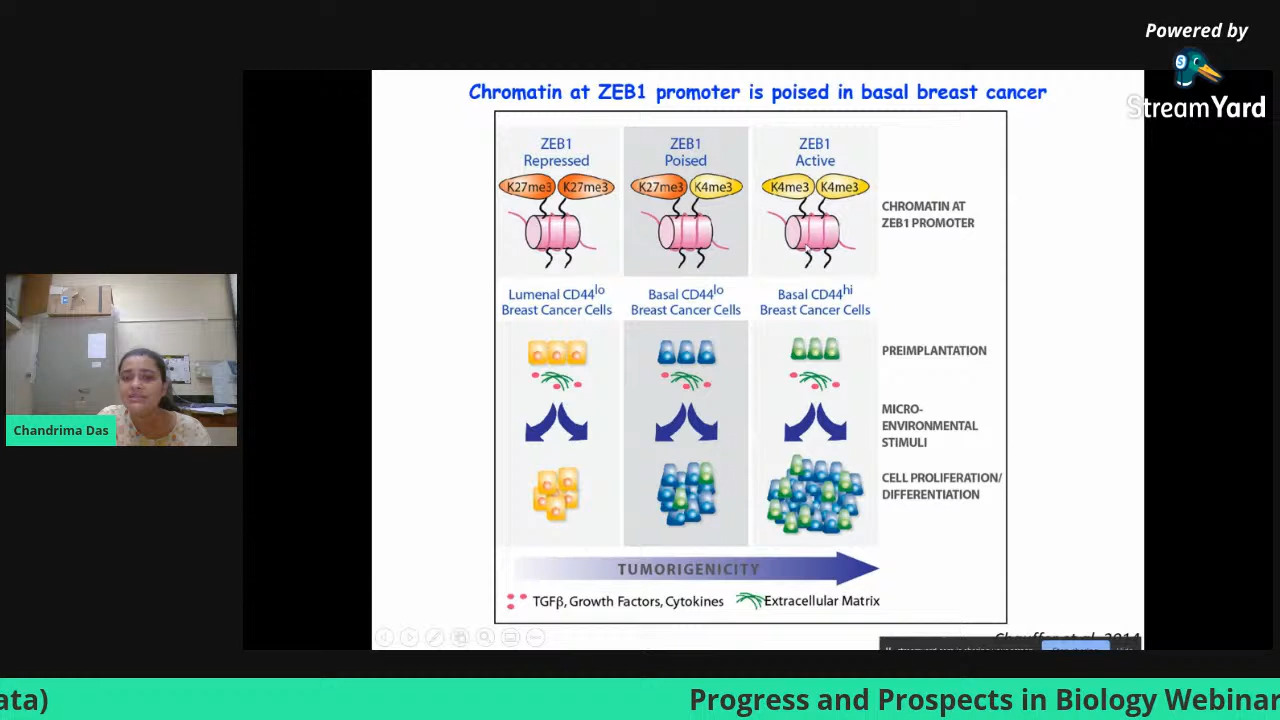 Powered by
StreamYard
Chromatin at ZEB1 promoter is poised in basal breast cancer
ZEB1
Repressed
ZEB1
Poised
ZEB1
Active
K27me3 K27me3
K27me3 K4me3
K4me3 K4me3
CHROMATIN AT
ZEB1 PROMOTER
Lumenal CD44lo
Breast Cancer Cells
Basal CD44lo
Breast Cancer Cells
Basal CD44hi
Breast Cancer Cells
PREIMPLANTATION
MICRO-
ENVIRONMENTAL
STIMULI
CELL PROLIFERATION/
DIFFERENTIATION
TUMORIGENICITY
TGFβ, Growth Factors, Cytokines
Extracellular Matrix
2014
Chandrima Das
ata)
Progress and Prospects in Biology Webinar